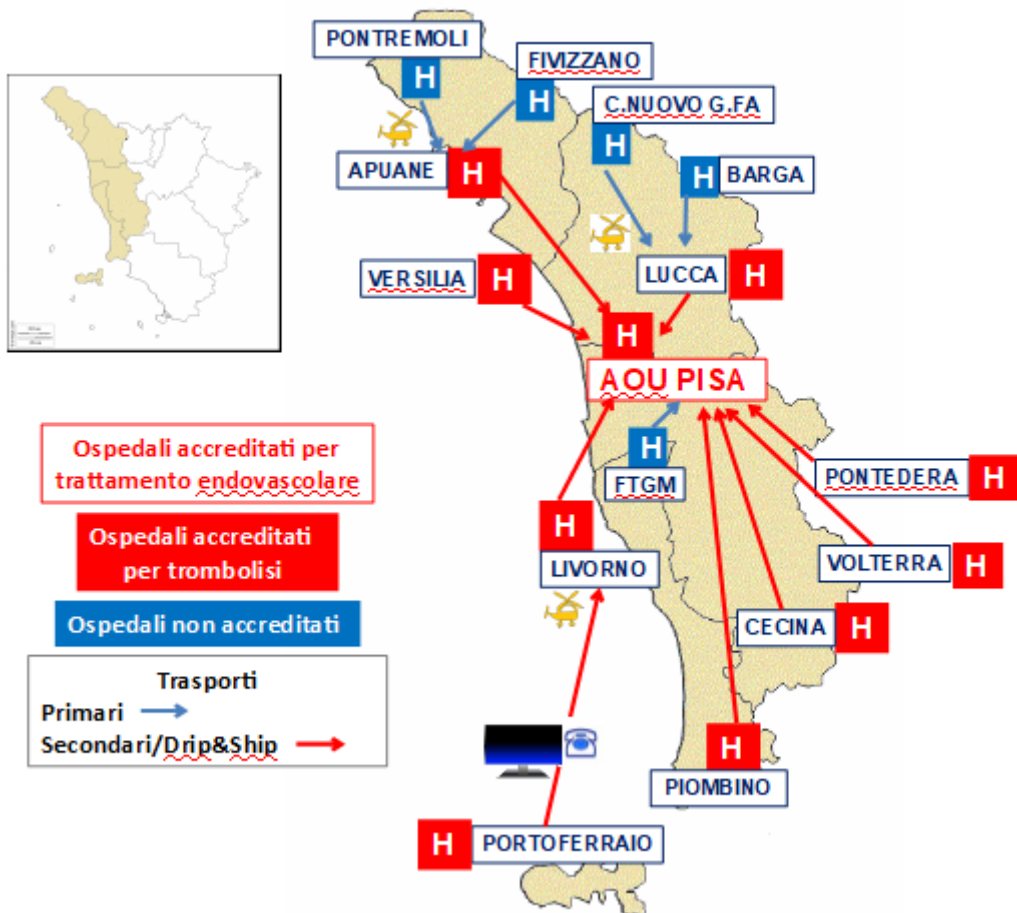 PONTREMOLI
H
FIVIZZANO
H
C.NUOVO G.FA
H
H
BARGA
APUANE
H
VERSILIA
H
LUCCA
H
H
AOU PISA
H
FTGM
PONTEDERA
H
H
LIVORNO
VOLTERRA
H
CECINA
H
H
PIOMBINO
H
PORTOFERRAIO
Ospedali accreditati per
trattamento endovascolare
Ospedali accreditati
per trombolisi
Ospedali non accreditati
Trasporti
Primari
Secondari/Drip&Ship